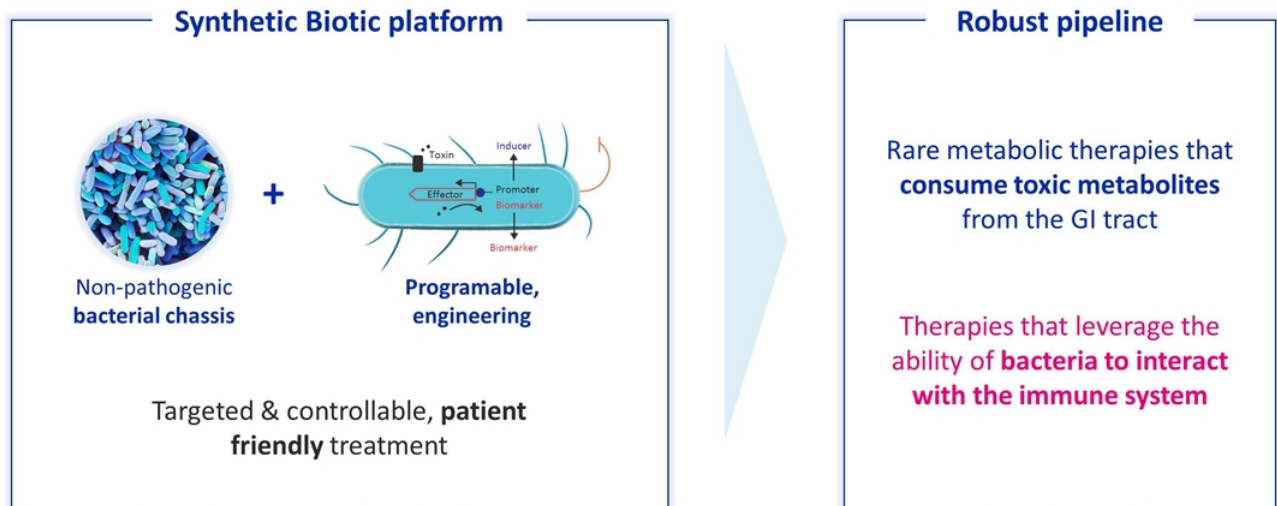 Synthetic Biotic platform
Toxin
Inducer
Effector
Promoter
Biomarker
Biomarker
+
Non-pathogenic
bacterial chassis
Programable,
engineering
Targeted & controllable, patient
friendly treatment
Robust pipeline
Rare metabolic therapies that
consume toxic metabolites
from the GI tract
Therapies that leverage the
ability of bacteria to interact
with the immune system